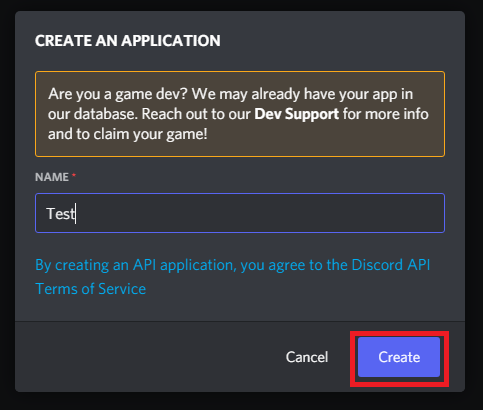 CREATE AN APPLICATION
Are you a game dev? We may already have your app in
our database. Reach out to our Dev Support for more info
and to claim your game!
NAME *
Test
By creating an API application, you agree to the Discord API
Terms of Service
Cancel
Create